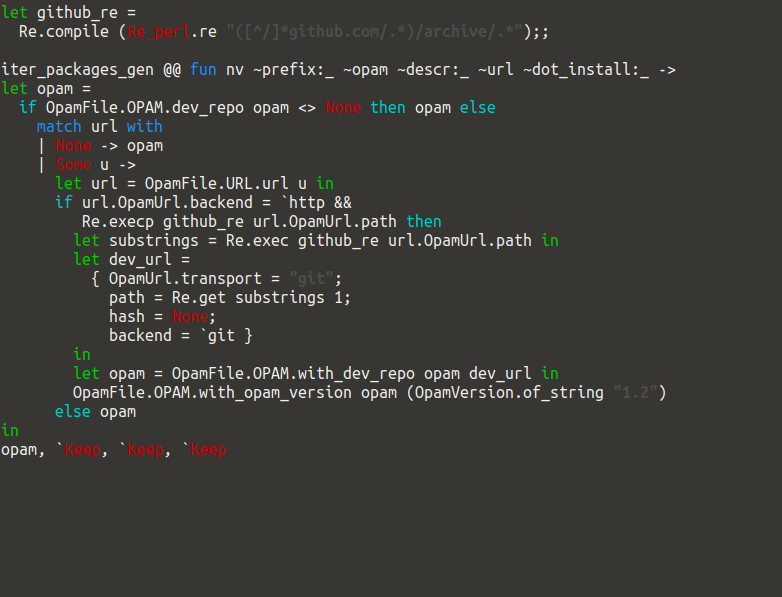 let github_re =
  Re.compile (Re_perl.re "([^/]*github.com/.*)/archive/.*");;

iter_packages_gen @@ fun nv ~prefix:_ ~opam ~descr:_ ~url ~dot_install:_ ->
let opam =
  if OpamFile.OPAM.dev_repo opam <> None then opam else
    match url with
    | None -> opam
    | Some u ->
      let url = OpamFile.URL.url u in
      if url.OpamUrl.backend = `http &&
         Re.execp github_re url.OpamUrl.path then
        let substrings = Re.exec github_re url.OpamUrl.path in
        let dev_url =
          { OpamUrl.transport = "git";
            path = Re.get substrings 1;
            hash = None;
            backend = `git }
        in
        let opam = OpamFile.OPAM.with_dev_repo opam dev_url in
        OpamFile.OPAM.with_opam_version opam (OpamVersion.of_string "1.2")
      else opam
in
opam, `Keep, `Keep, `Keep